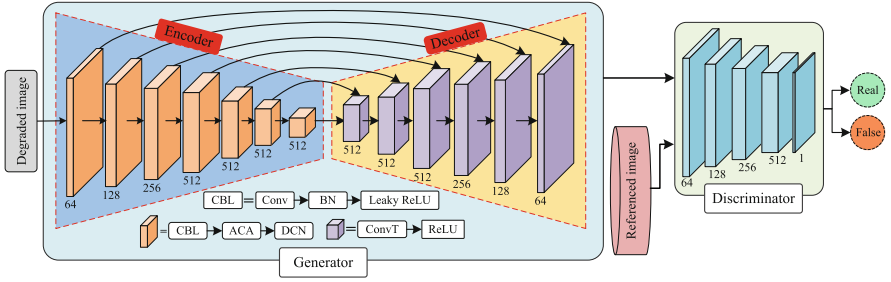 Encoder
Decoder
Degraded image
64
128
256
512
512
512
512
512
512
512
256
128
64
CBL = Conv BN Leaky ReLU
= CBL ACA DCN
= ConvT ReLU
Generator
Referenced image
64
128
256
512
1
Discriminator
Real
False